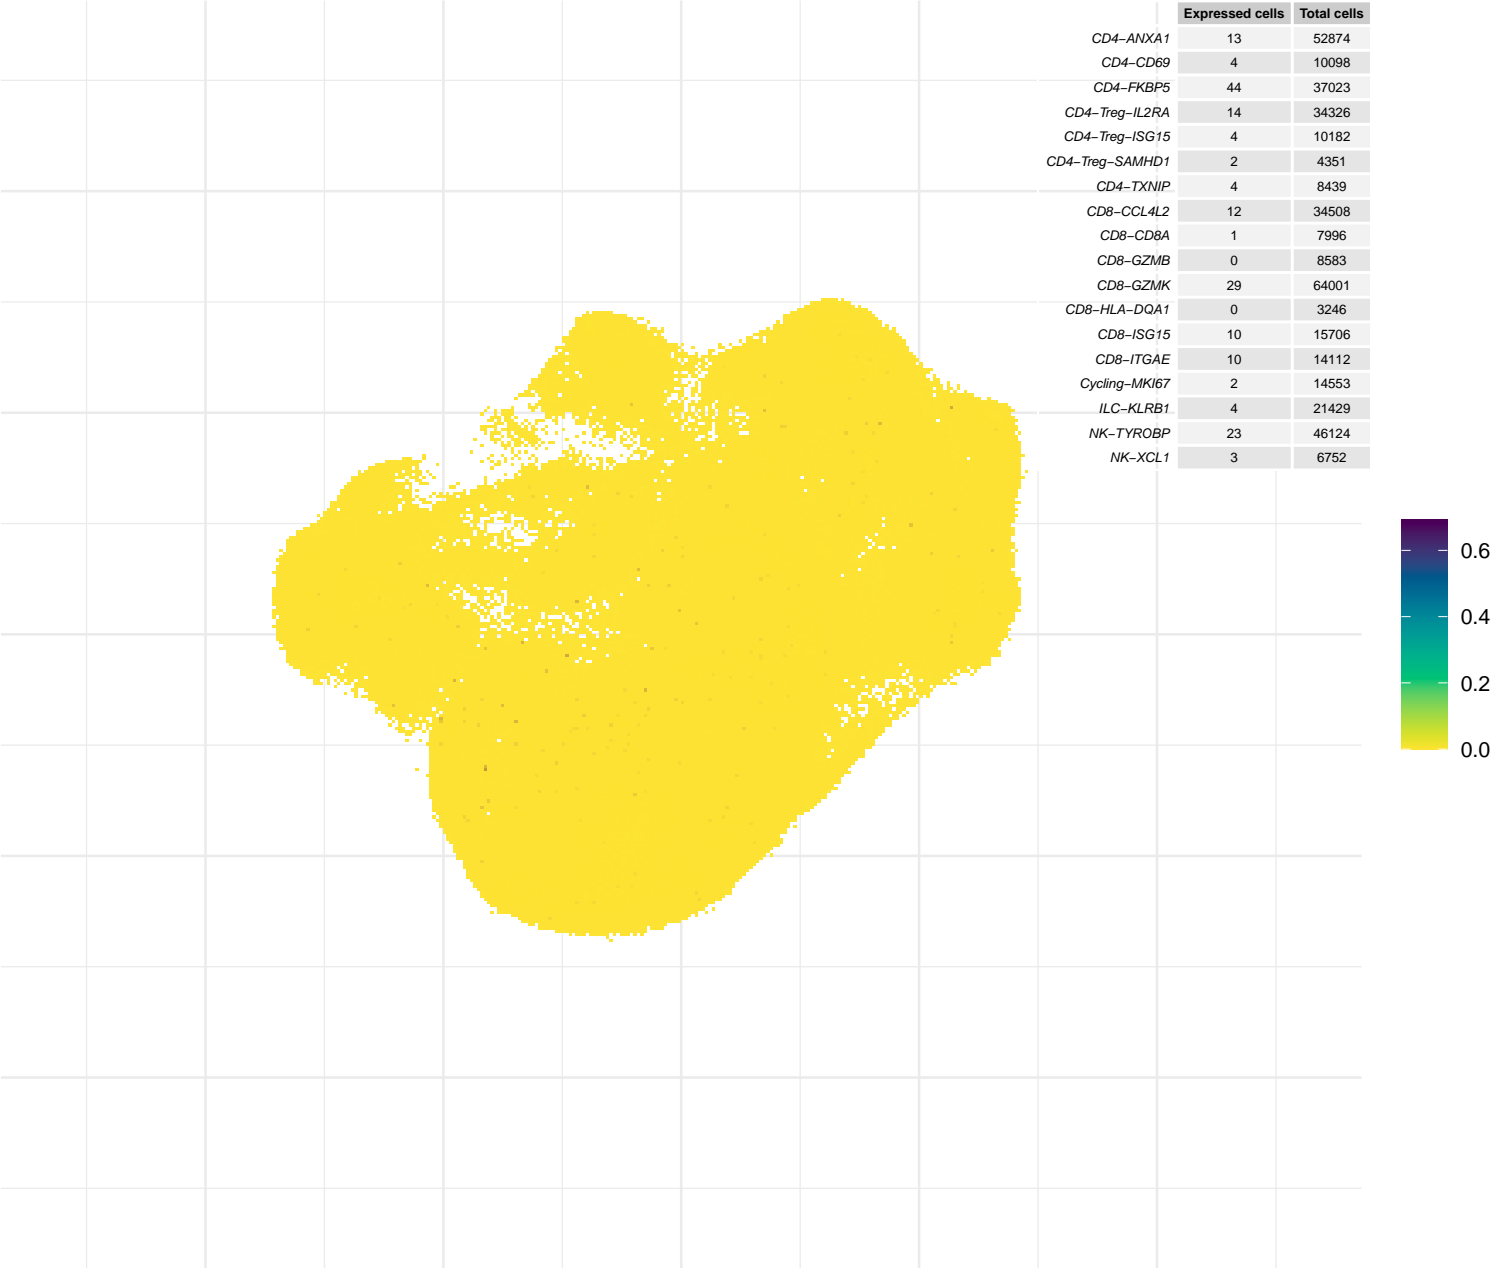 Expressed cells Total cells
CD4−ANXA1 13 52874
CD4−CD69 4 10098
CD4−FKBP5 44 37023
CD4−Treg−IL2RA 14 34326
CD4−Treg−ISG15 4 10182
CD4−Treg−SAMHD1 2 4351
CD4−TXNIP 4 8439
CD8−CCL4L2 12 34508
CD8−CD8A 1 7996
CD8−GZMB 0 8583
CD8−GZMK 29 64001
CD8−HLA−DQA1 0 3246
CD8−ISG15 10 15706
CD8−ITGAE 10 14112
Cycling−MKI67 2 14553
ILC−KLRB1 4 21429
NK−TYROBP 23 46124
NK−XCL1 3 6752
0.6
0.4
0.2
0.0